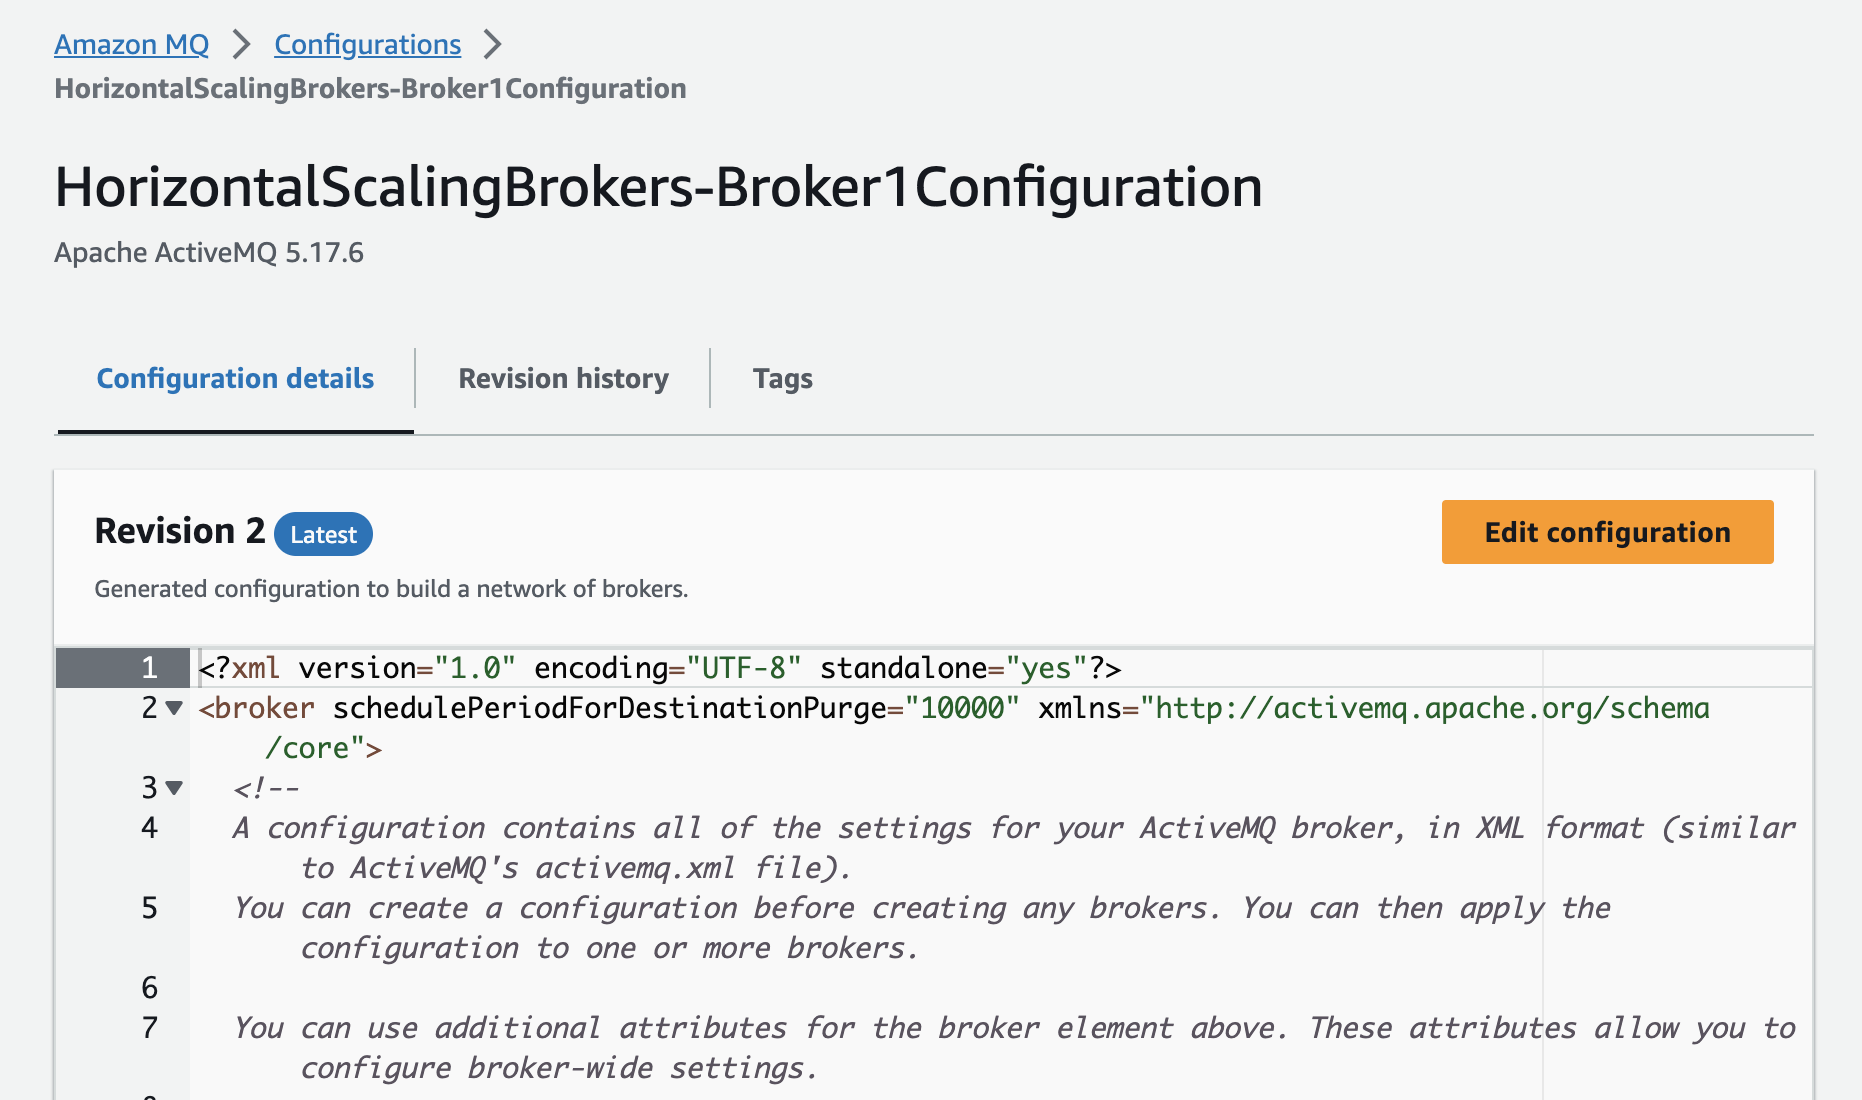 Amazon MQ > Configurations >
HorizontalScalingBrokers-Broker1Configuration
HorizontalScalingBrokers-Broker1Configuration
Apache ActiveMQ 5.17.6
Configuration details Revision history Tags
Revision 2 Latest Edit configuration
Generated configuration to build a network of brokers.
1 <?xml version="1.0" encoding="UTF-8" standalone="yes"?>
2 <broker schedulePeriodForDestinationPurge="10000" xmlns="http://activemq.apache.org/schema
/core">
3 <!--
4 A configuration contains all of the settings for your ActiveMQ broker, in XML format (similar
to ActiveMQ's activemq.xml file).
5 You can create a configuration before creating any brokers. You can then apply the
configuration to one or more brokers.
6
7 You can use additional attributes for the broker element above. These attributes allow you to
configure broker-wide settings.